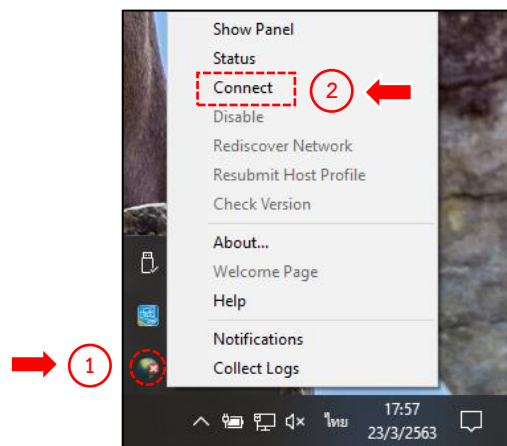 Show Panel
Status
Connect
2
Disable
Rediscover Network
Resubmit Host Profile
Check Version
About...
Welcome Page
Help
Notifications
1
Collect Logs
ไทย
17:57
23/3/2563